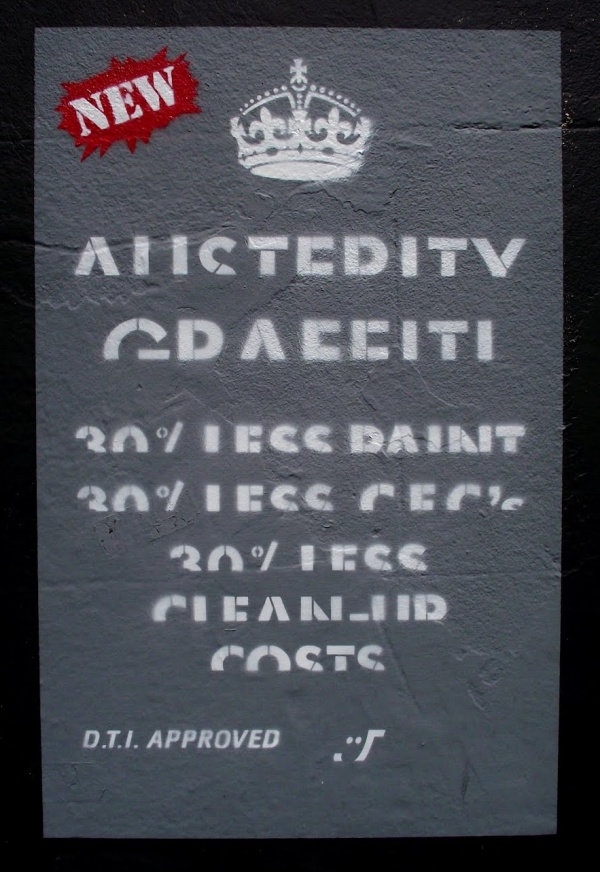 NEW
AUSTERITY
GRAFFITI
30% LESS PAINT
30% LESS CFC's
30% LESS
CLEAN-UP
COSTS
D.T.I. APPROVED